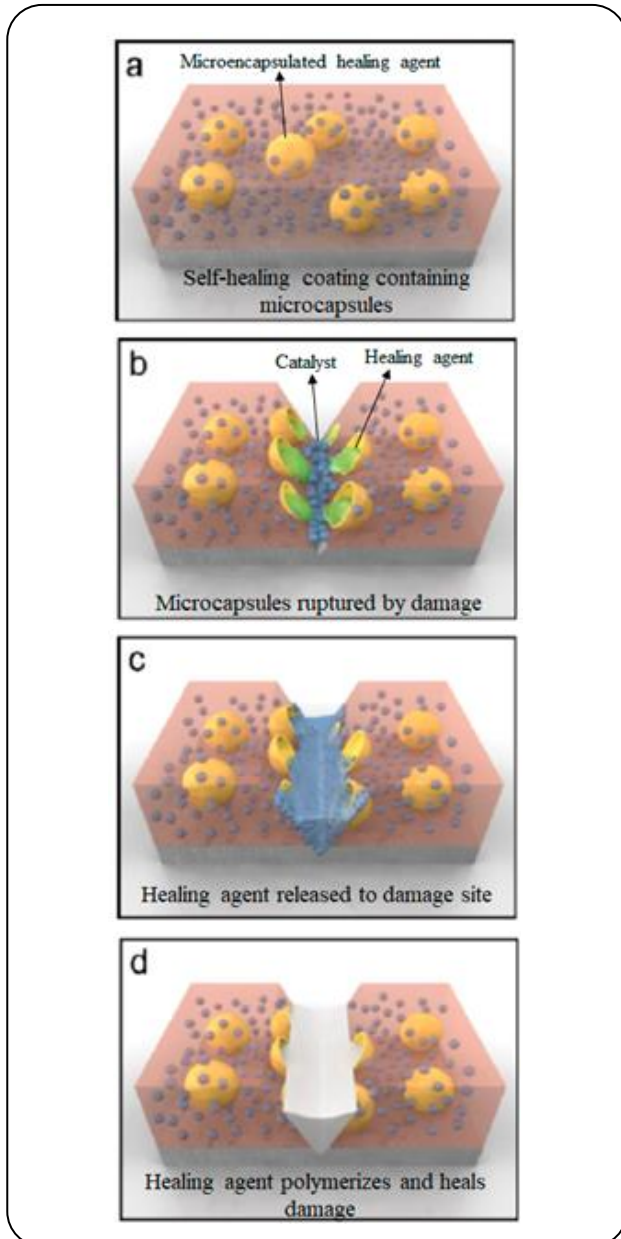 a
Microencapsulated healing agent
Self-healing coating containing
microcapsules
b
Catalyst
Healing agent
Microcapsules ruptured by damage
c
Healing agent released to damage site
d
Healing agent polymerizes and heals
damage